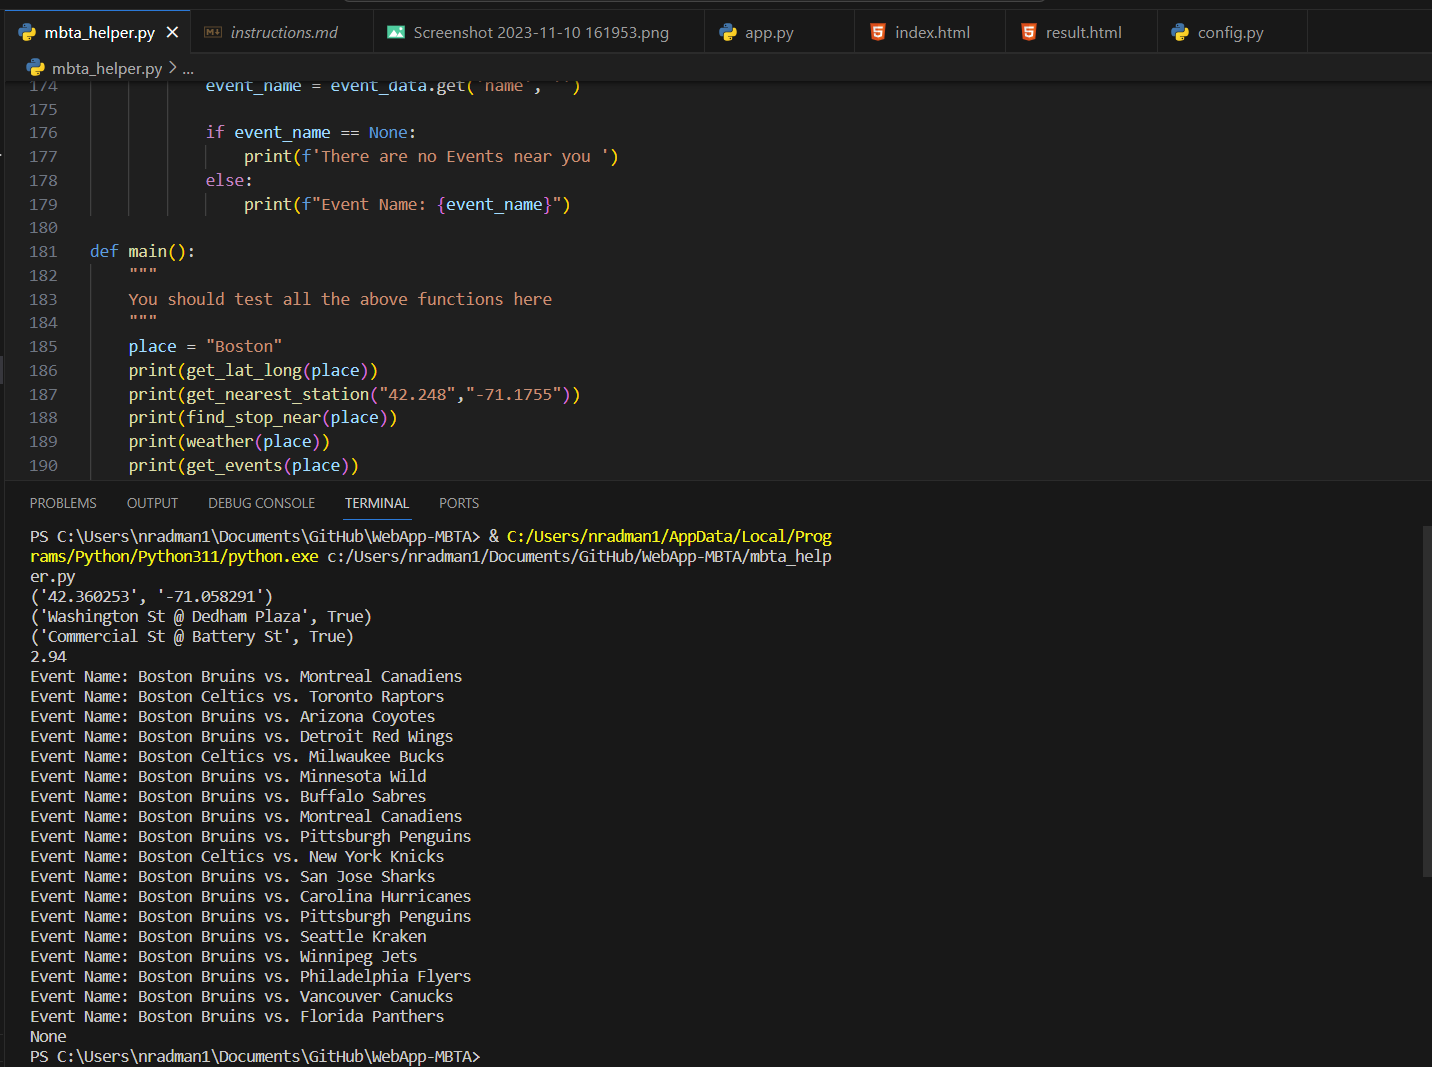 mbta_helper.py
instructions.md
Screenshot 2023-11-10 161953.png
app.py
index.html
result.html
config.py
mbta_helper.py > ...
174 event_name = event_data.get('name', '')
175
176 if event_name == None:
177 print(f'There are no Events near you ')
178 else:
179 print(f"Event Name: {event_name}")
180
181 def main():
182 """
183 You should test all the above functions here
184 """
185 place = "Boston"
186 print(get_lat_long(place))
187 print(get_nearest_station("42.248","-71.1755"))
188 print(find_stop_near(place))
189 print(weather(place))
190 print(get_events(place))
PROBLEMS OUTPUT DEBUG CONSOLE TERMINAL PORTS
PS C:\Users\nradman1\Documents\GitHub\WebApp-MBTA> & C:/Users/nradman1/AppData/Local/Prog
rams/Python/Python311/python.exe c:/Users/nradman1/Documents/GitHub/WebApp-MBTA/mbta_help
er.py
('42.360253', '-71.058291')
('Washington St @ Dedham Plaza', True)
('Commercial St @ Battery St', True)
2.94
Event Name: Boston Bruins vs. Montreal Canadiens
Event Name: Boston Celtics vs. Toronto Raptors
Event Name: Boston Bruins vs. Arizona Coyotes
Event Name: Boston Bruins vs. Detroit Red Wings
Event Name: Boston Celtics vs. Milwaukee Bucks
Event Name: Boston Bruins vs. Minnesota Wild
Event Name: Boston Bruins vs. Buffalo Sabres
Event Name: Boston Bruins vs. Montreal Canadiens
Event Name: Boston Bruins vs. Pittsburgh Penguins
Event Name: Boston Celtics vs. New York Knicks
Event Name: Boston Bruins vs. San Jose Sharks
Event Name: Boston Bruins vs. Carolina Hurricanes
Event Name: Boston Bruins vs. Pittsburgh Penguins
Event Name: Boston Bruins vs. Seattle Kraken
Event Name: Boston Bruins vs. Winnipeg Jets
Event Name: Boston Bruins vs. Philadelphia Flyers
Event Name: Boston Bruins vs. Vancouver Canucks
Event Name: Boston Bruins vs. Florida Panthers
None
PS C:\Users\nradman1\Documents\GitHub\WebApp-MBTA>